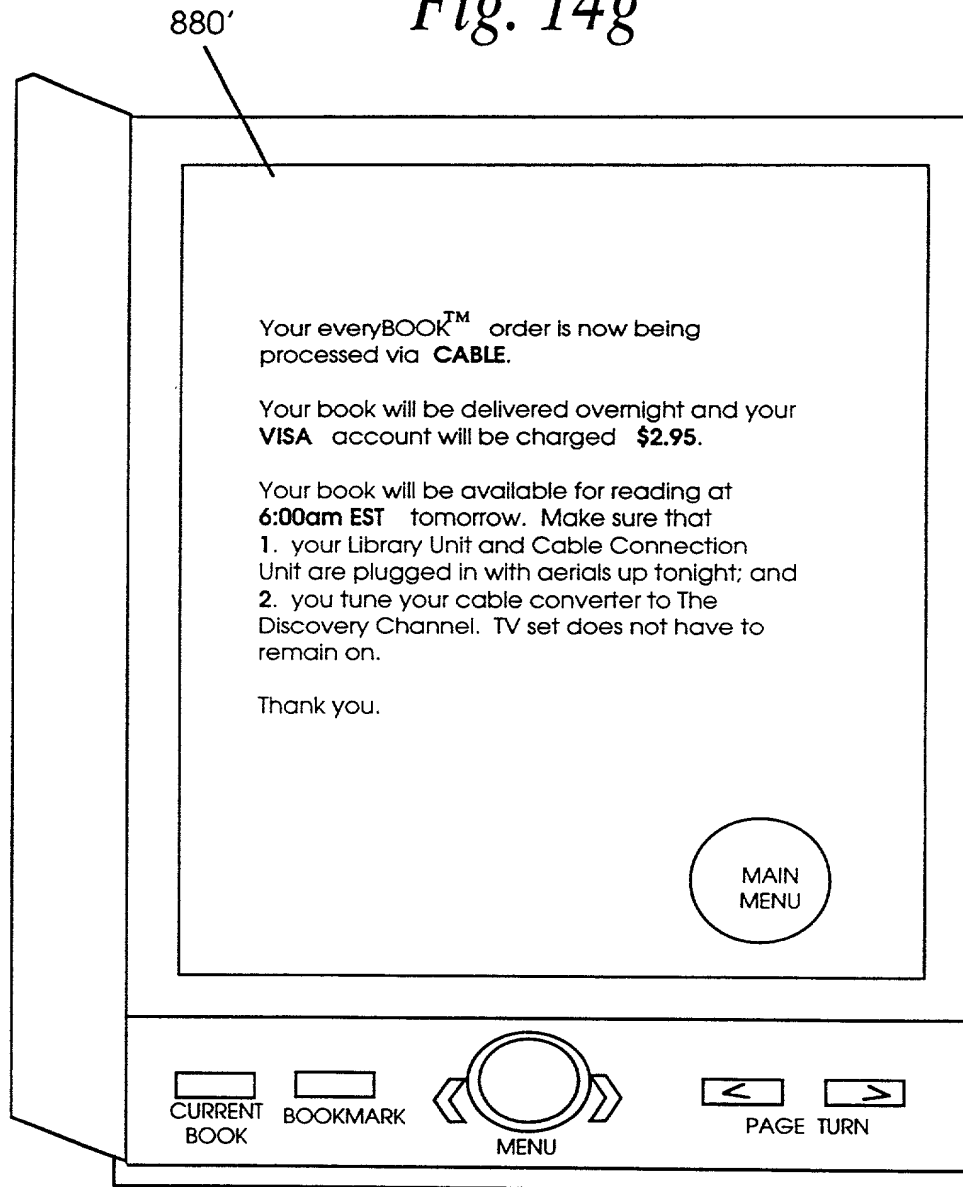 Fig. 14g
880'
Your everyBOOK™ order is now being
processed via CABLE.
Your book will be delivered overnight and your
VISA account will be charged $2.95.
Your book will be available for reading at
6:00am EST tomorrow. Make sure that
1. your Library Unit and Cable Connection
Unit are plugged in with aerials up tonight; and
2. you tune your cable converter to The
Discovery Channel. TV set does not have to
remain on.
Thank you.
MAIN
MENU
< >
CURRENT
BOOK
BOOKMARK
MENU
PAGE TURN